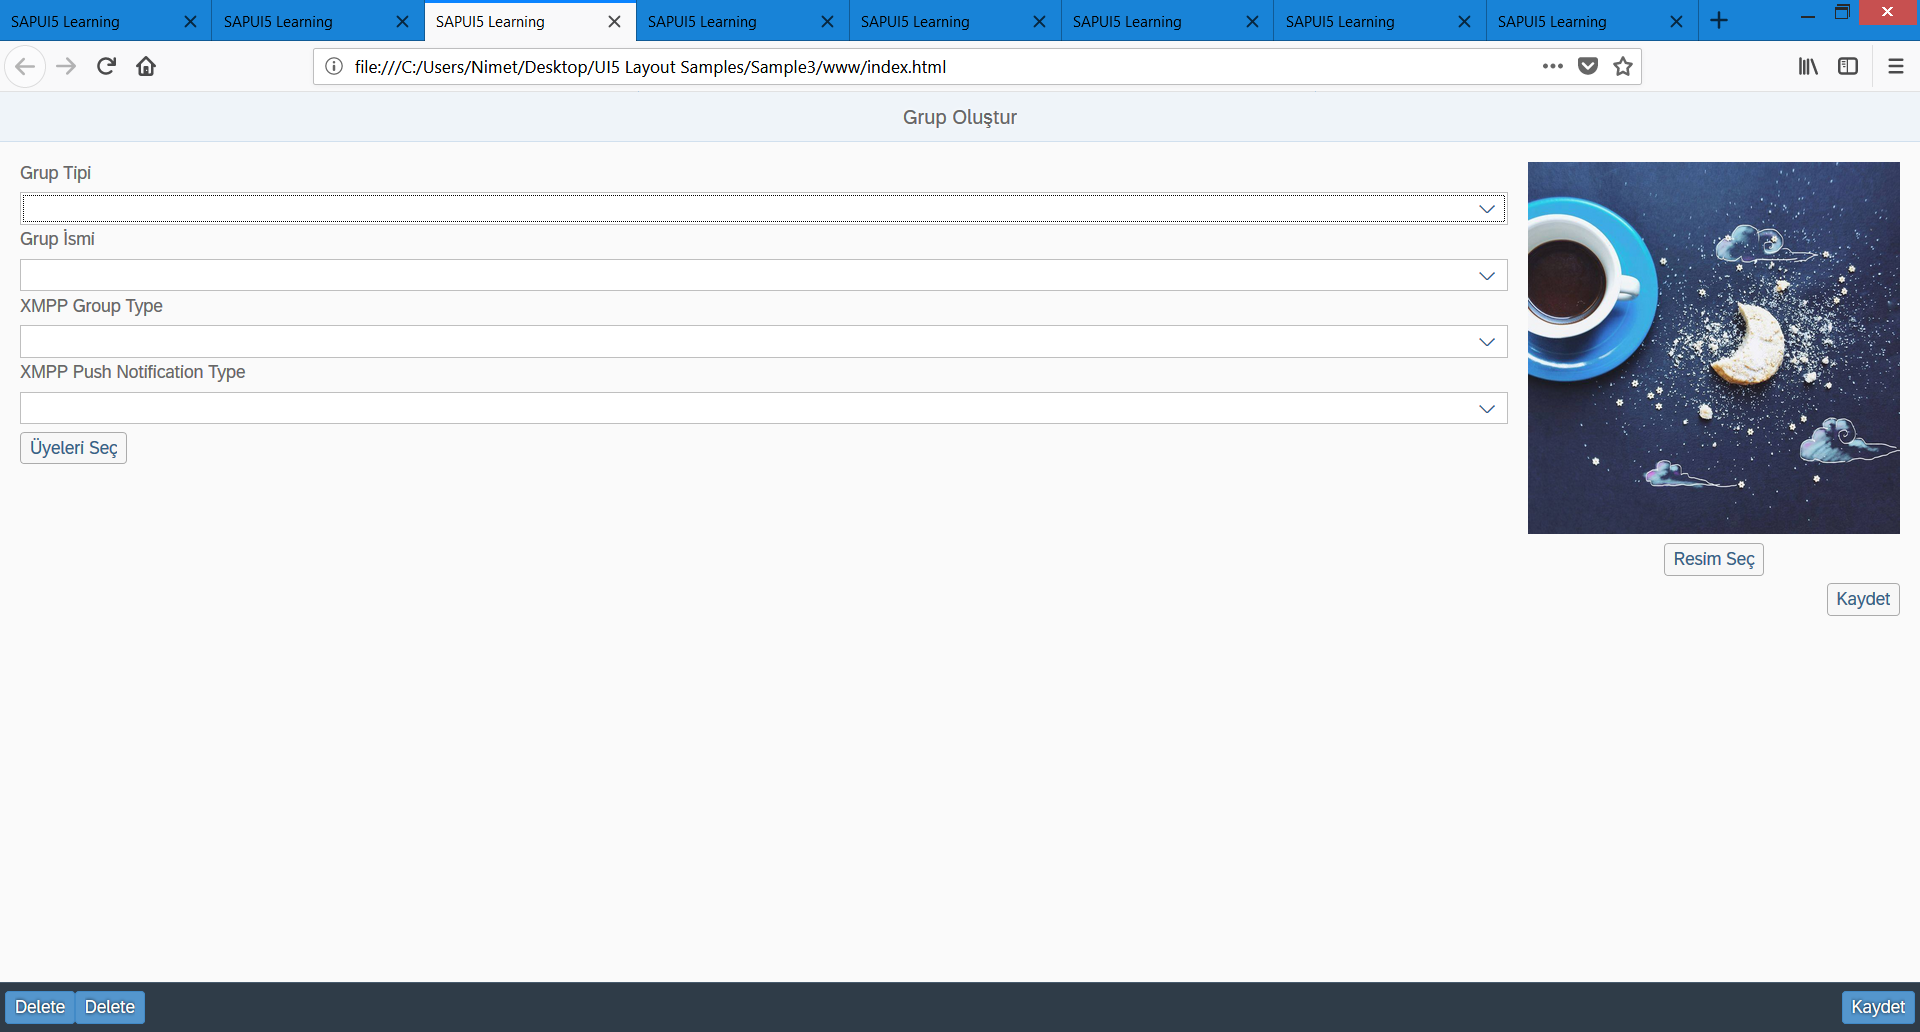 SAPUI5 Learning SAPUI5 Learning SAPUI5 Learning SAPUI5 Learning SAPUI5 Learning SAPUI5 Learning SAPUI5 Learning SAPUI5 Learning
file:///C:/Users/Nimet/Desktop/UI5 Layout Samples/Sample3/www/index.html
Grup Oluştur
Grup Tipi
Grup İsmi
XMPP Group Type
XMPP Push Notification Type
Üyeleri Seç
Resim Seç
Kaydet
Delete Delete Kaydet